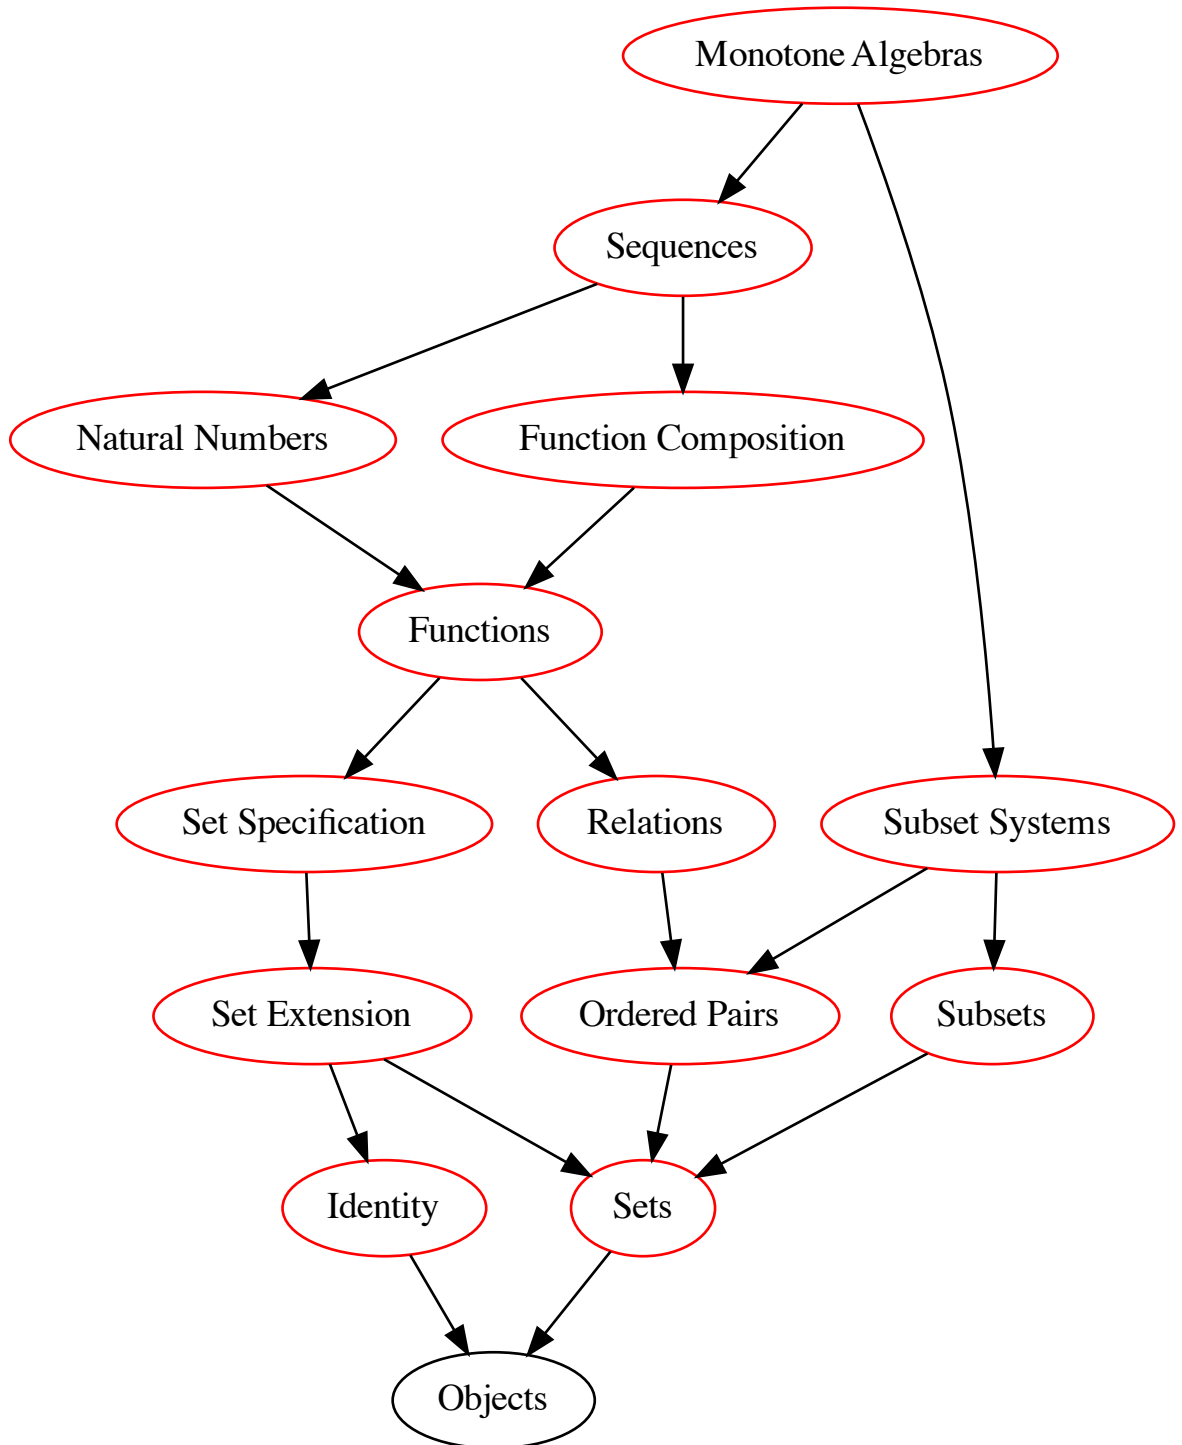 Monotone Algebras
Sequences
Natural Numbers
Function Composition
Functions
Set Specification
Relations
Subset Systems
Set Extension
Ordered Pairs
Subsets
Identity
Sets
Objects